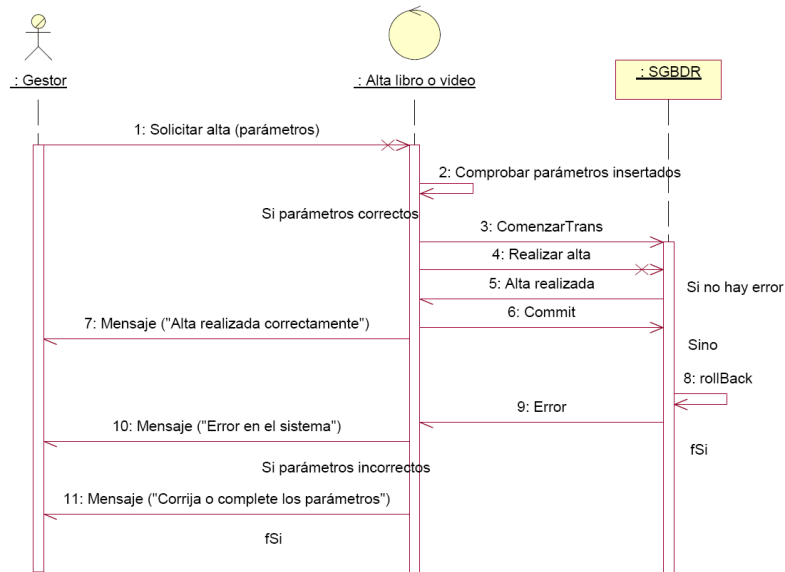 : Gestor
: Alta libro o video
: SGBDR
1: Solicitar alta (parámetros)
2: Comprobar parámetros insertados
Si parámetros correctos
3: ComenzarTrans
4: Realizar alta
5: Alta realizada
Si no hay error
6: Commit
7: Mensaje ("Alta realizada correctamente")
Sino
8: rollBack
9: Error
10: Mensaje ("Error en el sistema")
fSi
Si parámetros incorrectos
11: Mensaje ("Corrija o complete los parámetros")
fSi